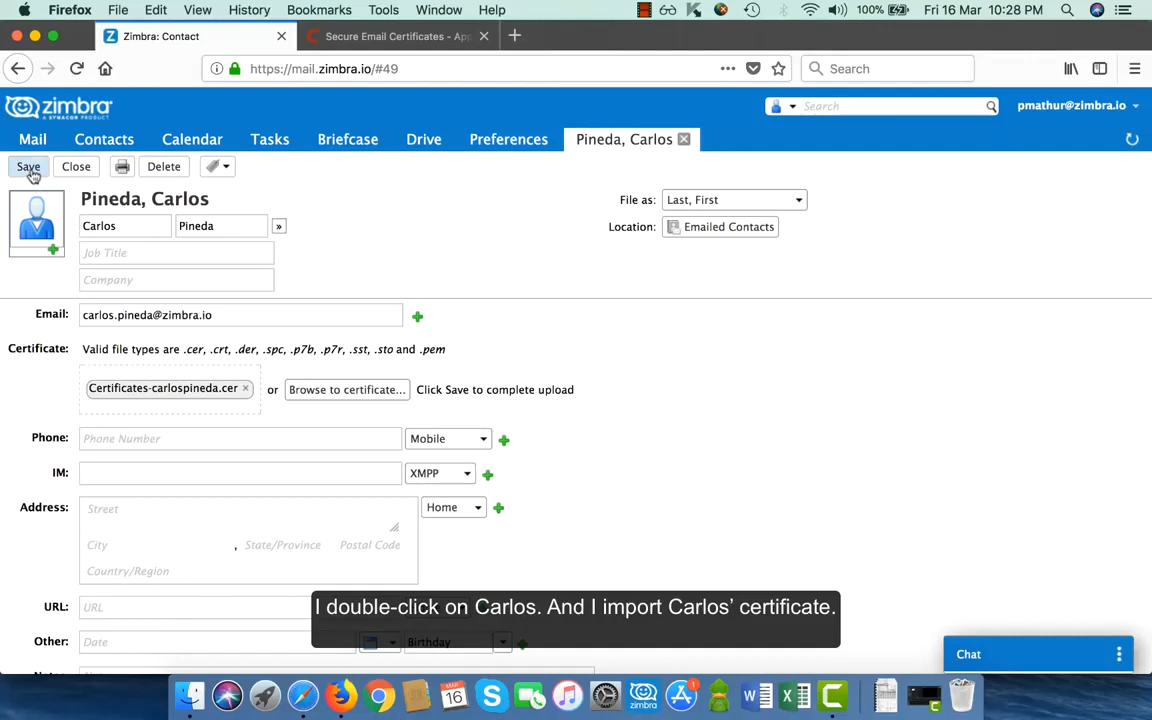 Firefox File Edit View History Bookmarks Tools Window Help 100% Fri 16 Mar 10:28 PM
Zimbra: Contact Secure Email Certificates - App
https://mail.zimbra.io/#49 Search
zimbra Search pmathur@zimbra.io
A SYNACOR PRODUCT
Mail Contacts Calendar Tasks Briefcase Drive Preferences Pineda, Carlos
Save Close Delete
Pineda, Carlos File as: Last, First
Carlos Pineda » Location: Emailed Contacts
Job Title
Company
Email: carlos.pineda@zimbra.io
Certificate: Valid file types are .cer, .crt, .der, .spc, .p7b, .p7r, .sst, .sto and .pem
Certificates-carlospineda.cer × or Browse to certificate... Click Save to complete upload
Phone: Phone Number Mobile
IM: XMPP
Address: Street Home
City , State/Province Postal Code
Country/Region
URL: URL
I double-click on Carlos. And I import Carlos’ certificate.
Other: Date Birthday
Chat
MAR
16
zimbra
1